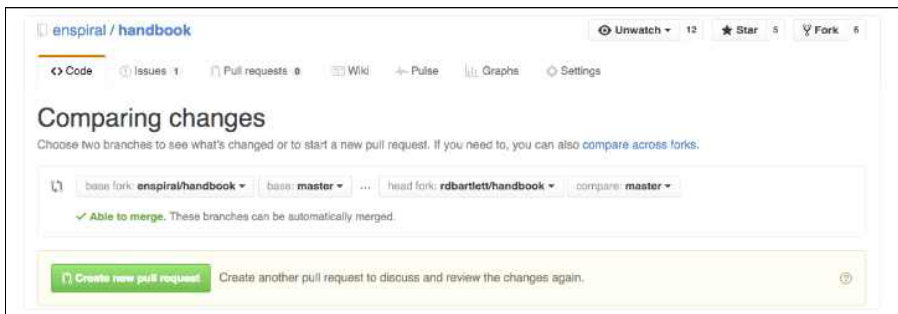 enspiral / handbook
Unwatch 12 Star 5 Fork 6
Code Issues 1 Pull requests 0 Wiki Pulse Graphs Settings
Comparing changes
Choose two branches to see what's changed or to start a new pull request. If you need to, you can also compare across forks.
base fork: enspiral/handbook base: master ... head fork: rdbartlett/handbook compare: master
Able to merge. These branches can be automatically merged.
Create new pull request Create another pull request to discuss and review the changes again.